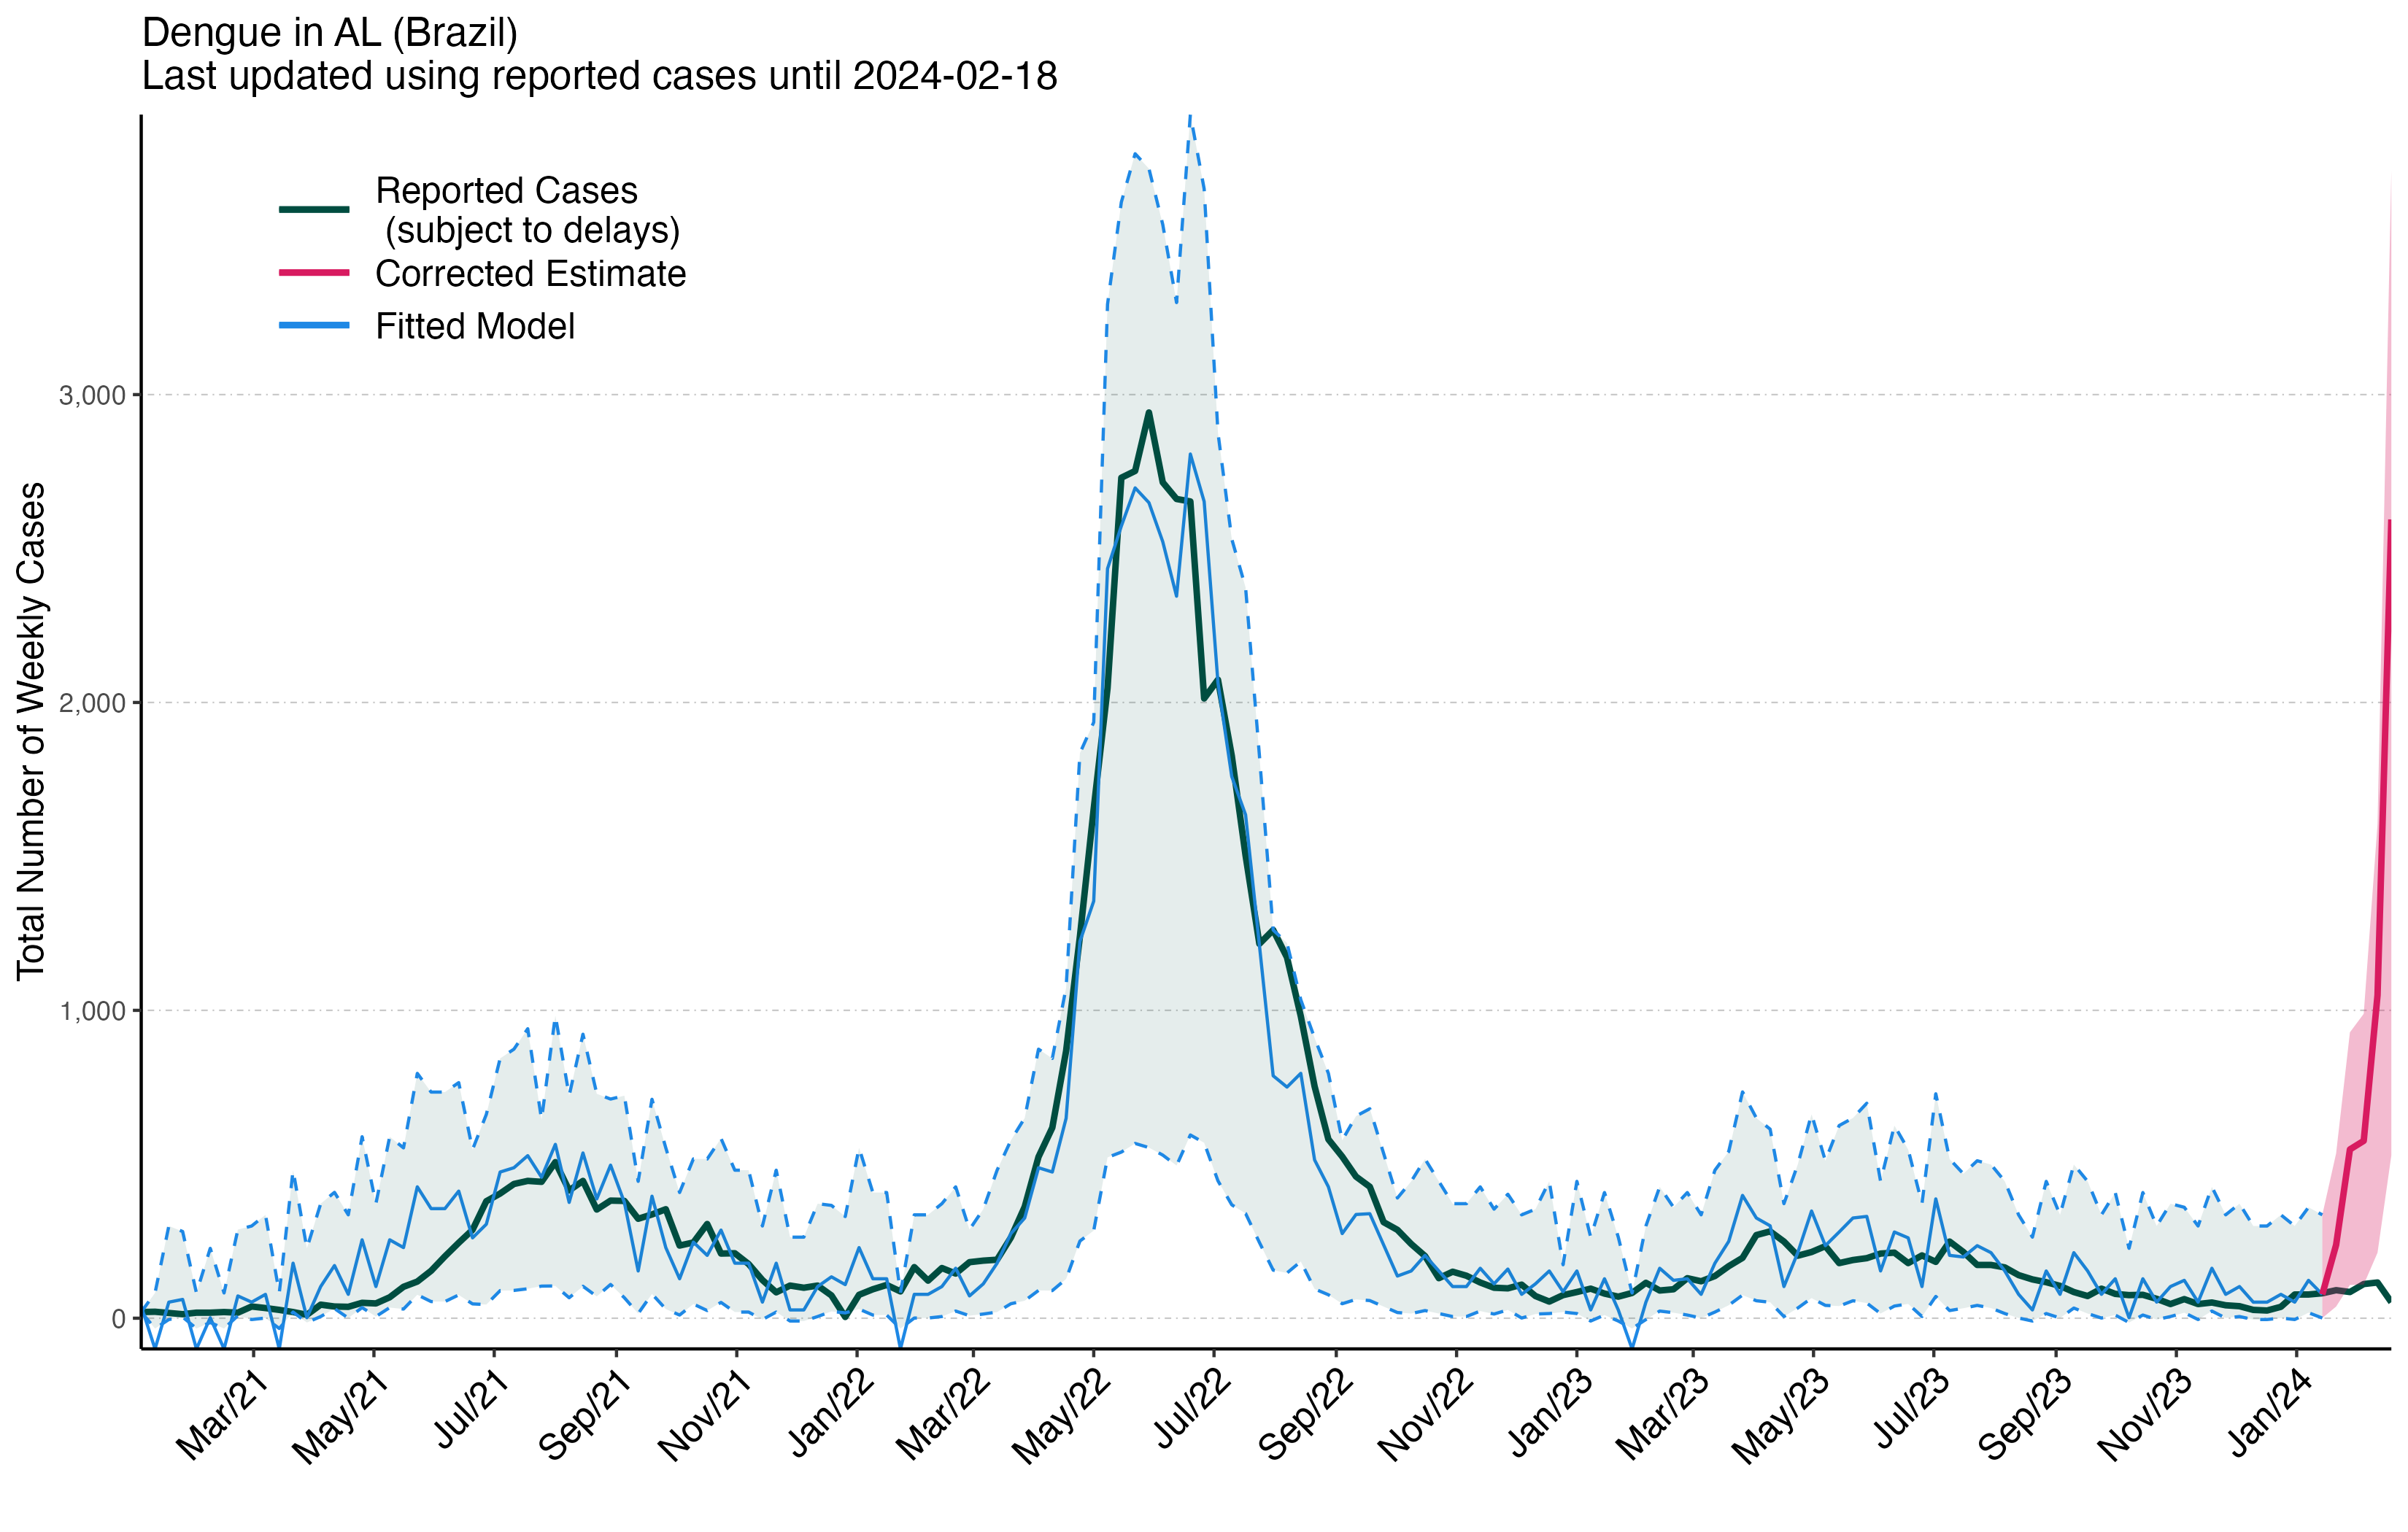 Dengue in AL (Brazil)
Last updated using reported cases until 2024-02-18
Reported Cases
(subject to delays)
Corrected Estimate
Fitted Model
Total Number of Weekly Cases
3,000
2,000
1,000
0
Mar/21
May/21
Jul/21
Sep/21
Nov/21
Jan/22
Mar/22
May/22
Jul/22
Sep/22
Nov/22
Jan/23
Mar/23
May/23
Jul/23
Sep/23
Nov/23
Jan/24